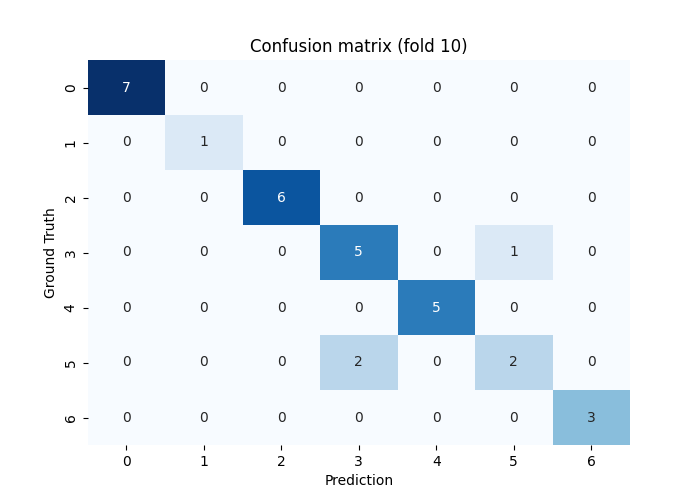 Confusion matrix (fold 10)
0 7 0 0 0 0 0 0
1 0 1 0 0 0 0 0
2 0 0 6 0 0 0 0
3 0 0 0 5 0 1 0
4 0 0 0 0 5 0 0
5 0 0 0 2 0 2 0
6 0 0 0 0 0 0 3
Ground Truth
0 1 2 3 4 5 6
Prediction